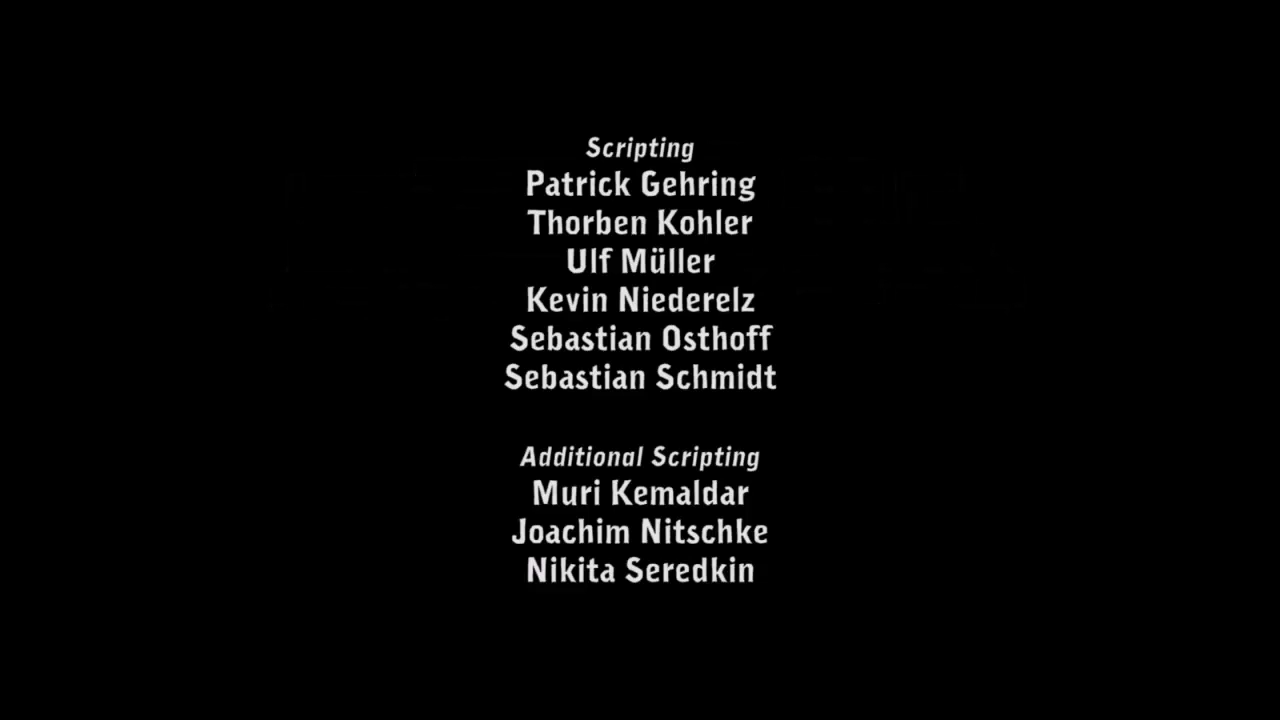 Scripting
Patrick Gehring
Thorben Kohler
Ulf Müller
Kevin Niederelz
Sebastian Osthoff
Sebastian Schmidt
Additional Scripting
Muri Kemaldar
Joachim Nitschke
Nikita Seredkin